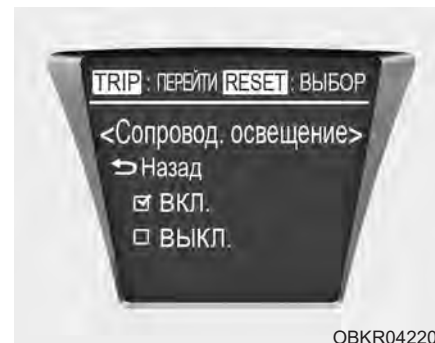 TRIP : ПЕРЕЙТИ RESET : ВЫБОР
<Сопровод. освещение>
Назад
ВКЛ.
ВЫКЛ.
OBKR04220